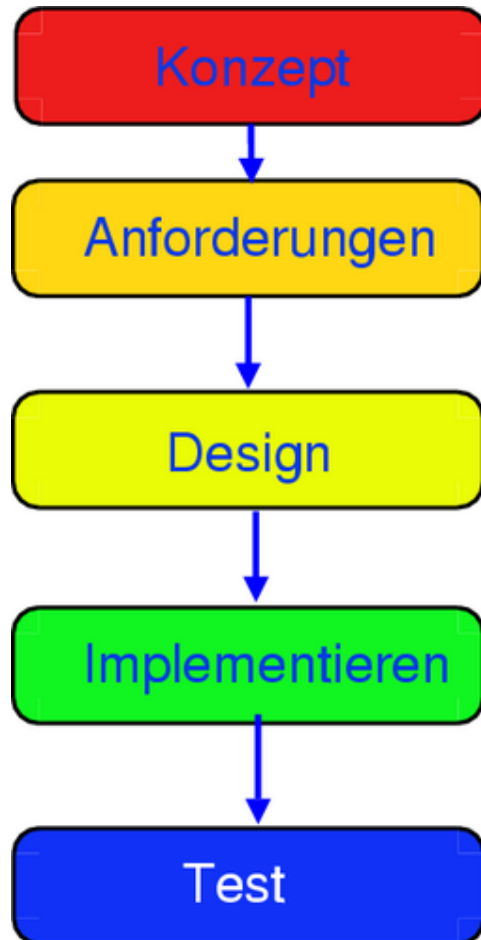 Konzept
Anforderungen
Design
Implementieren
Test